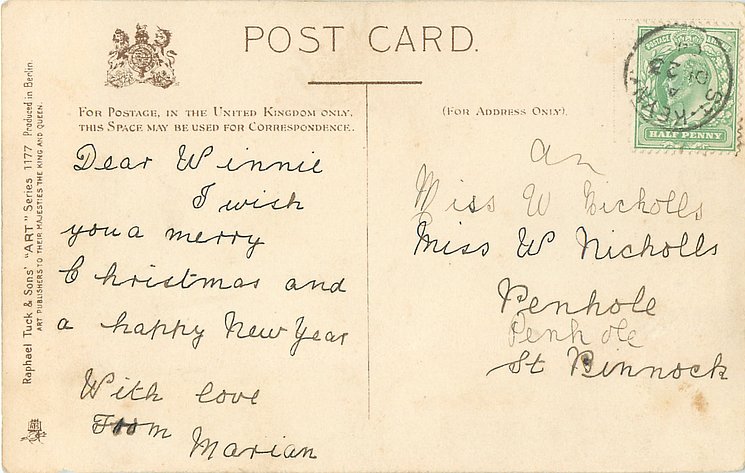 POST CARD.
FOR POSTAGE, IN THE UNITED KINGDOM ONLY,
THIS SPACE MAY BE USED FOR CORRESPONDENCE.
(FOR ADDRESS ONLY).
Raphael Tuck & Sons' "ART" Series 1177 Produced in Berlin.
ART PUBLISHERS TO THEIR MAJESTIES THE KING AND QUEEN.
Dear Winnie
I wish
you a merry
Christmas and
a happy New Year
With love
From
Marian
an
Miss W Nicholls
Miss W Nicholls
Penhole
Penhole
St Pinnock
POSTAGE
HALF PENNY